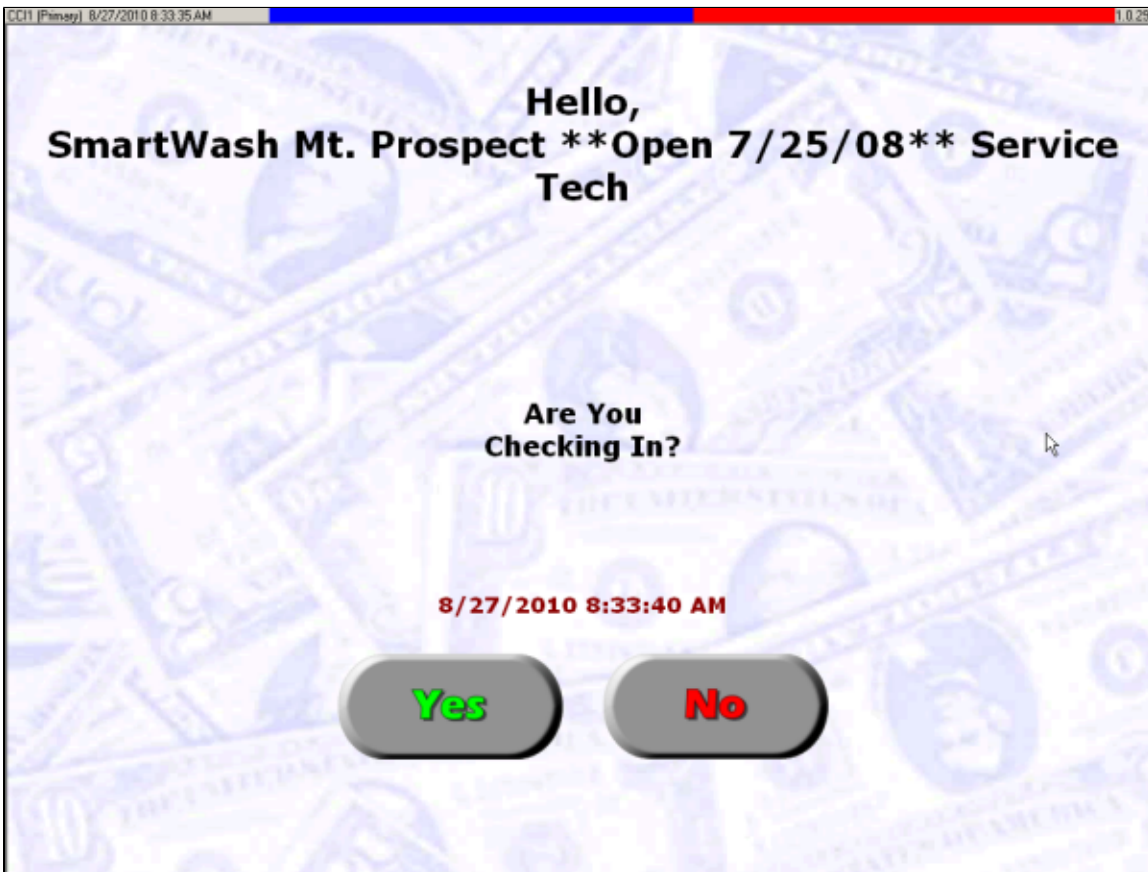 CCI1 (Primary) 8/27/2010 8:33:35 AM
1.0.25
Hello,
SmartWash Mt. Prospect **Open 7/25/08** Service
Tech
Are You
Checking In?
8/27/2010 8:33:40 AM
Yes
No